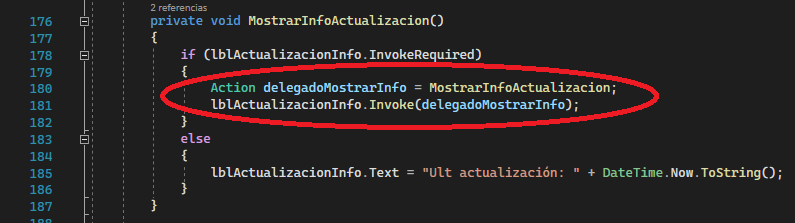 2 referencias
176 private void MostrarInfoActualizacion()
177 {
178 if (lblActualizacionInfo.InvokeRequired)
179 {
180 Action delegadoMostrarInfo = MostrarInfoActualizacion;
181 lblActualizacionInfo.Invoke(delegadoMostrarInfo);
182 }
183 else
184 {
185 lblActualizacionInfo.Text = "Ult actualización: " + DateTime.Now.ToString();
186 }
187 }
188